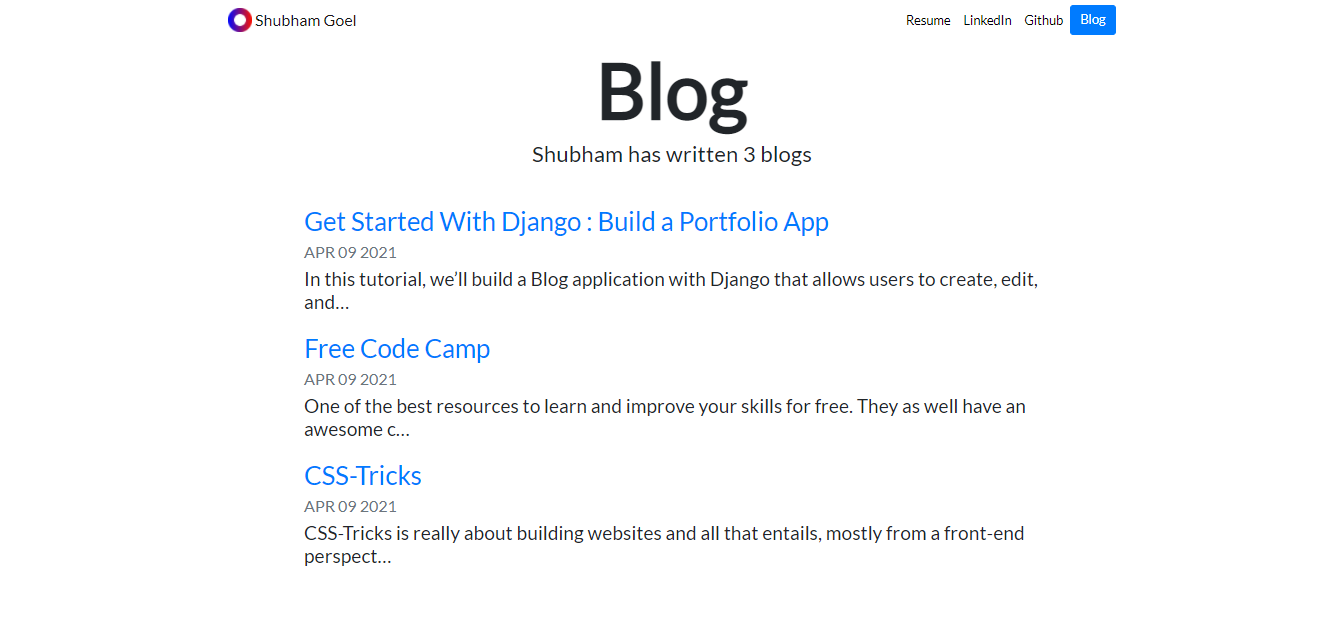 Shubham Goel
Resume LinkedIn Github Blog
Blog
Shubham has written 3 blogs
Get Started With Django : Build a Portfolio App
APR 09 2021
In this tutorial, we’ll build a Blog application with Django that allows users to create, edit,
and…
Free Code Camp
APR 09 2021
One of the best resources to learn and improve your skills for free. They as well have an
awesome c…
CSS-Tricks
APR 09 2021
CSS-Tricks is really about building websites and all that entails, mostly from a front-end
perspect…